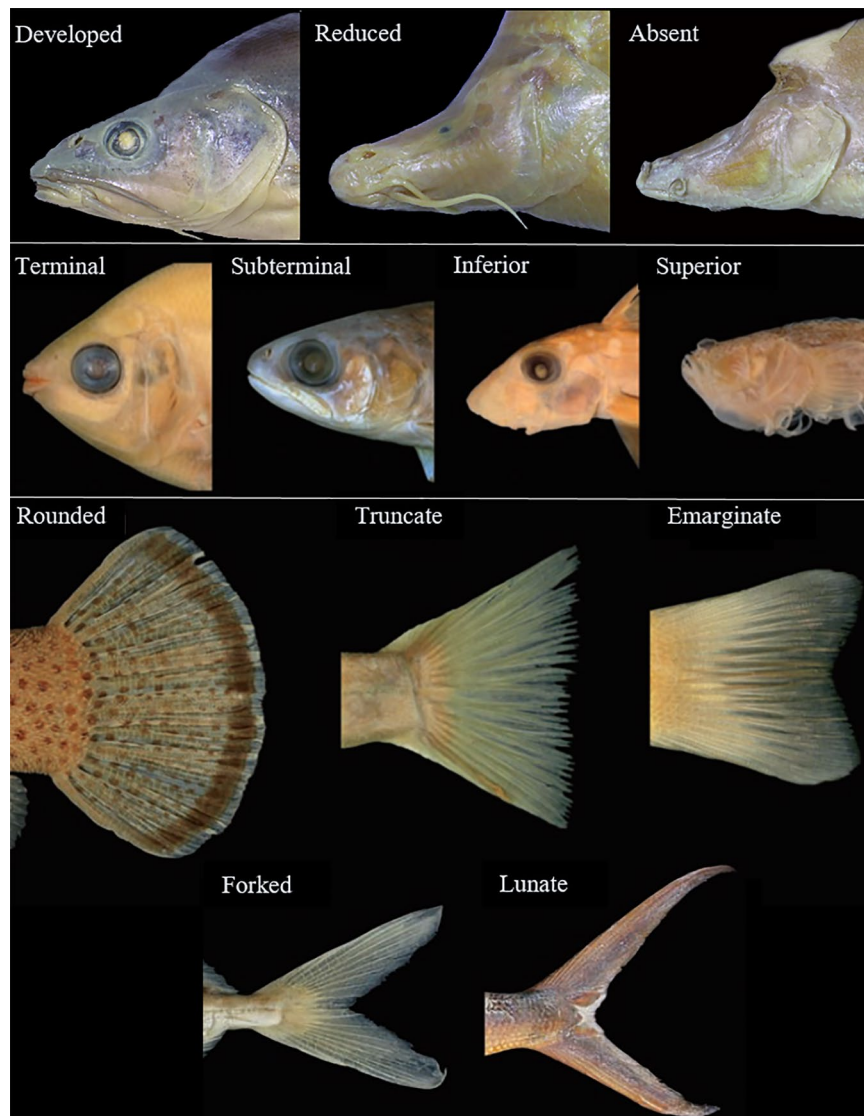 Developed Reduced Absent
Terminal Subterminal Inferior Superior
Rounded Truncate Emarginate
Forked Lunate